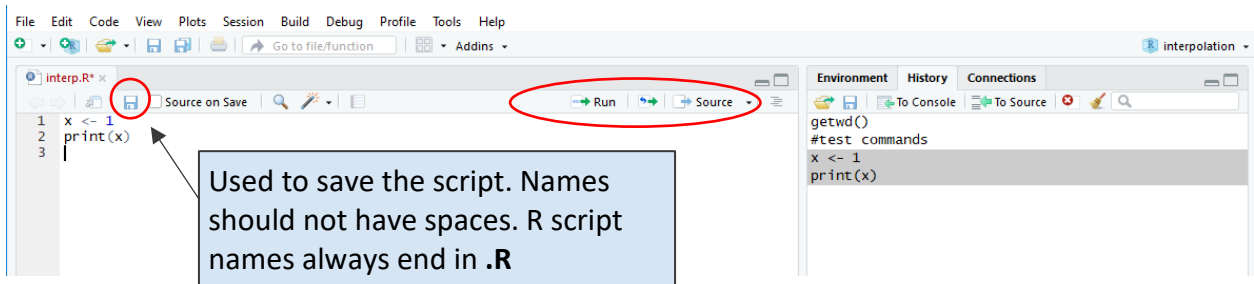 File Edit Code View Plots Session Build Debug Profile Tools Help
Go to file/function Addins interpolation
interp.R*
Source on Save Run Source
1 x <- 1
2 print(x)
3
Used to save the script. Names
should not have spaces. R script
names always end in .R
Environment History Connections
To Console To Source
getwd()
#test commands
x <- 1
print(x)